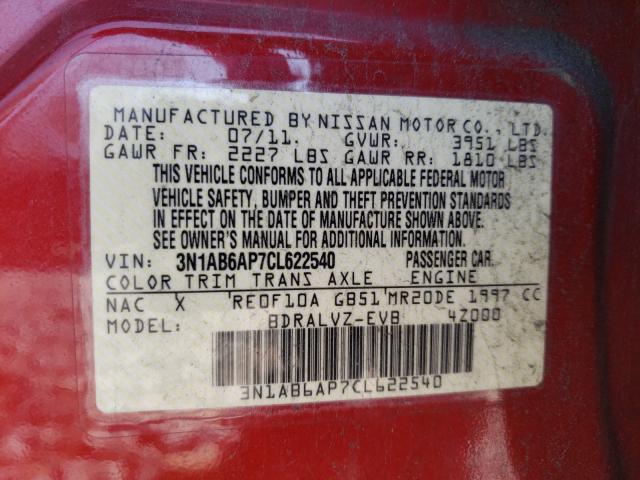 MANUFACTURED BY NISSAN MOTOR CO., LTD.
DATE: 07/11. GVWR: 3951 LBS
GAWR FR: 2227 LBS GAWR RR: 1810 LBS
THIS VEHICLE CONFORMS TO ALL APPLICABLE FEDERAL MOTOR
VEHICLE SAFETY, BUMPER AND THEFT PREVENTION STANDARDS
IN EFFECT ON THE DATE OF MANUFACTURE SHOWN ABOVE.
SEE OWNER'S MANUAL FOR ADDITIONAL INFORMATION.
VIN: 3N1AB6AP7CL622540 PASSENGER CAR.
COLOR TRIM TRANS AXLE ENGINE
NAC X RE0F10A GB51 MR20DE 1997 CC
MODEL: BDRALVZ-EVB 4Z000
3N1AB6AP7CL622540